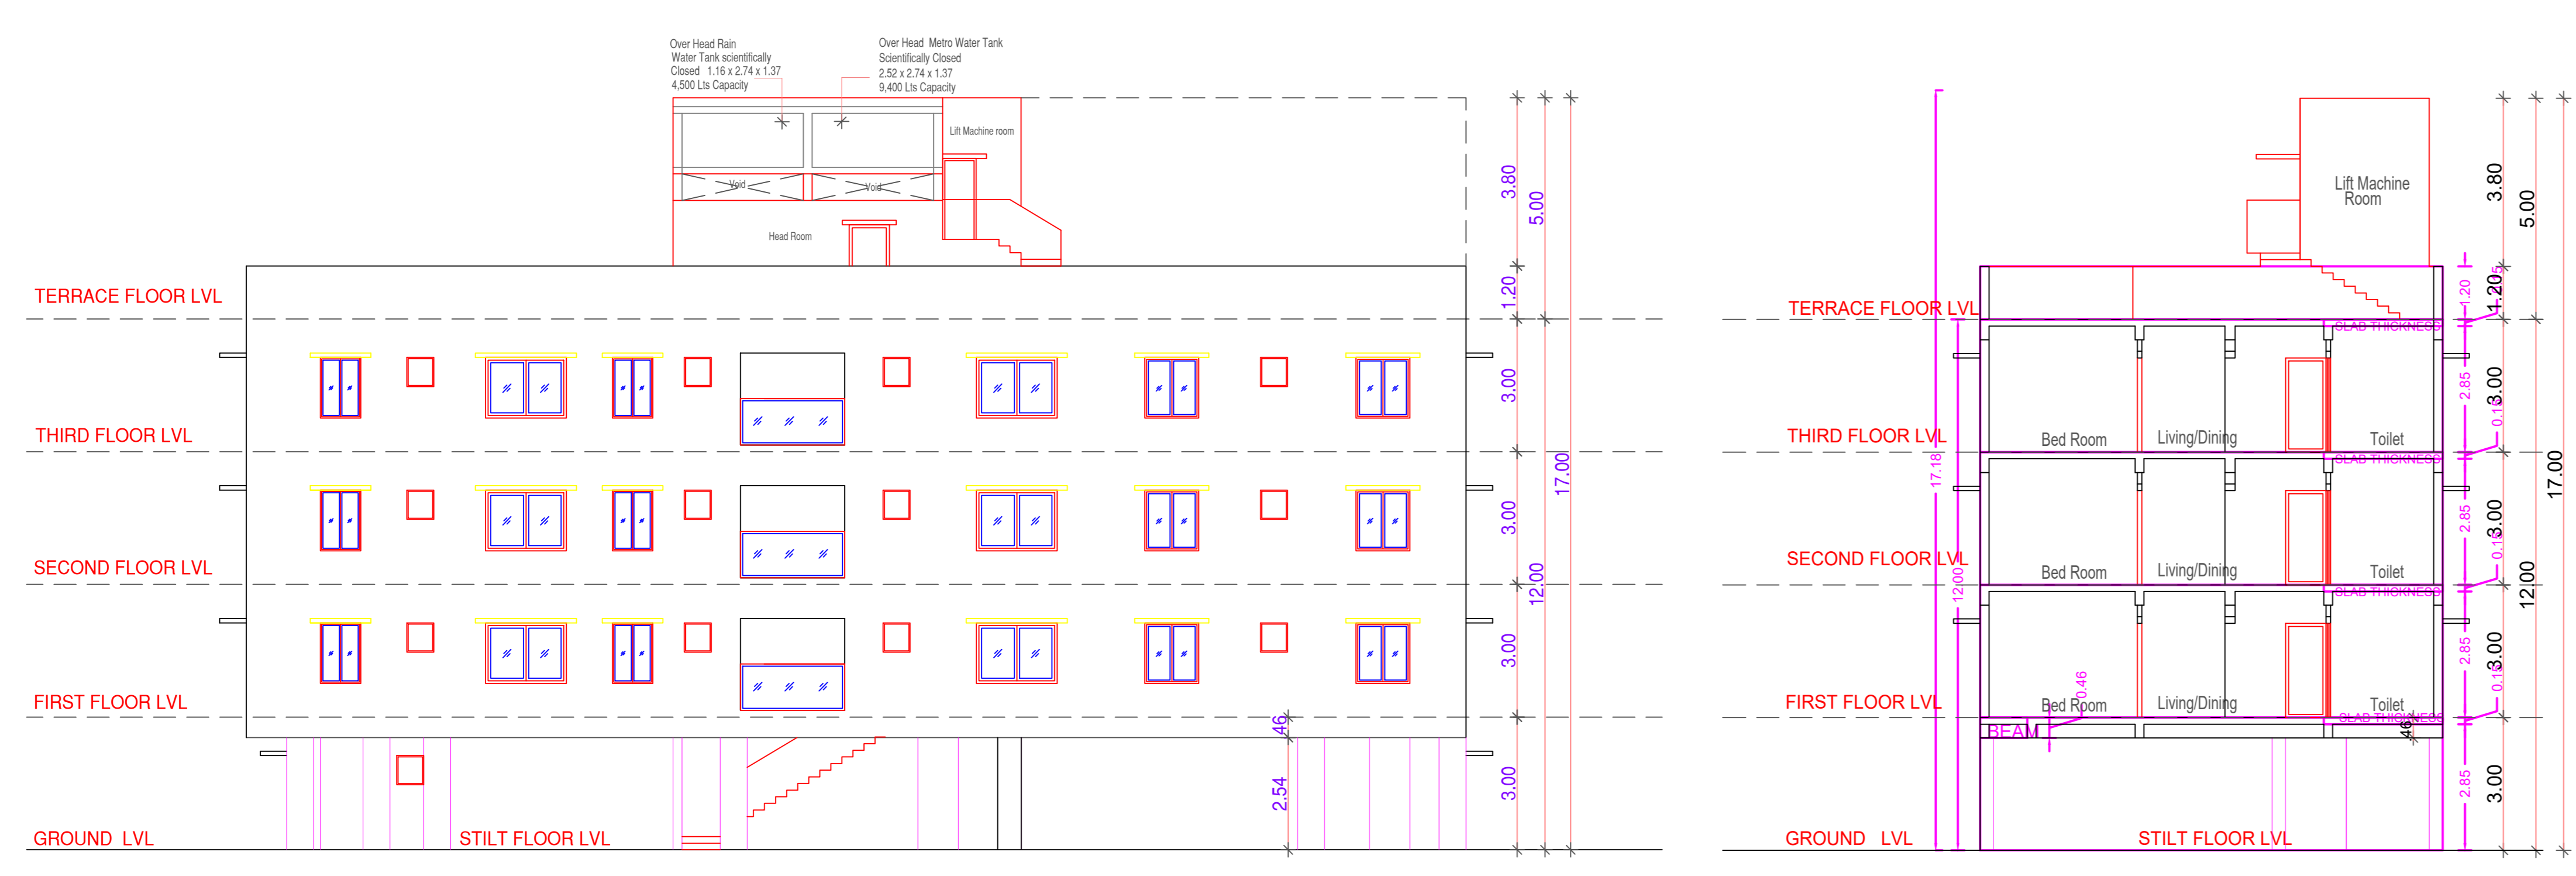 Over Head Rain
Water Tank scientifically
Closed 1.16 x 2.74 x 1.37
4,500 Lts Capacity
Over Head Metro Water Tank
Scientifically Closed
2.52 x 2.74 x 1.37
9,400 Lts Capacity
Lift Machine room
Void
Void
Head Room
TERRACE FLOOR LVL
THIRD FLOOR LVL
SECOND FLOOR LVL
FIRST FLOOR LVL
GROUND LVL
STILT FLOOR LVL
3.80
5.00
1.20
3.00
17.00
3.00
12.00
3.00
.46
2.54
3.00
Lift Machine
Room
3.80
5.00
TERRACE FLOOR LVL
1.20
1.20
SLAB THICKNESS
2.85
3.00
0.15
THIRD FLOOR LVL
Bed Room
Living/Dining
Toilet
SLAB THICKNESS
17.18
17.00
2.85
3.00
0.15
SECOND FLOOR LVL
Bed Room
Living/Dining
Toilet
SLAB THICKNESS
12.00
12.00
2.85
3.00
0.15
FIRST FLOOR LVL
Bed Room
0.46
Living/Dining
Toilet
SLAB THICKNESS
BEAM
.46
2.85
3.00
GROUND LVL
STILT FLOOR LVL